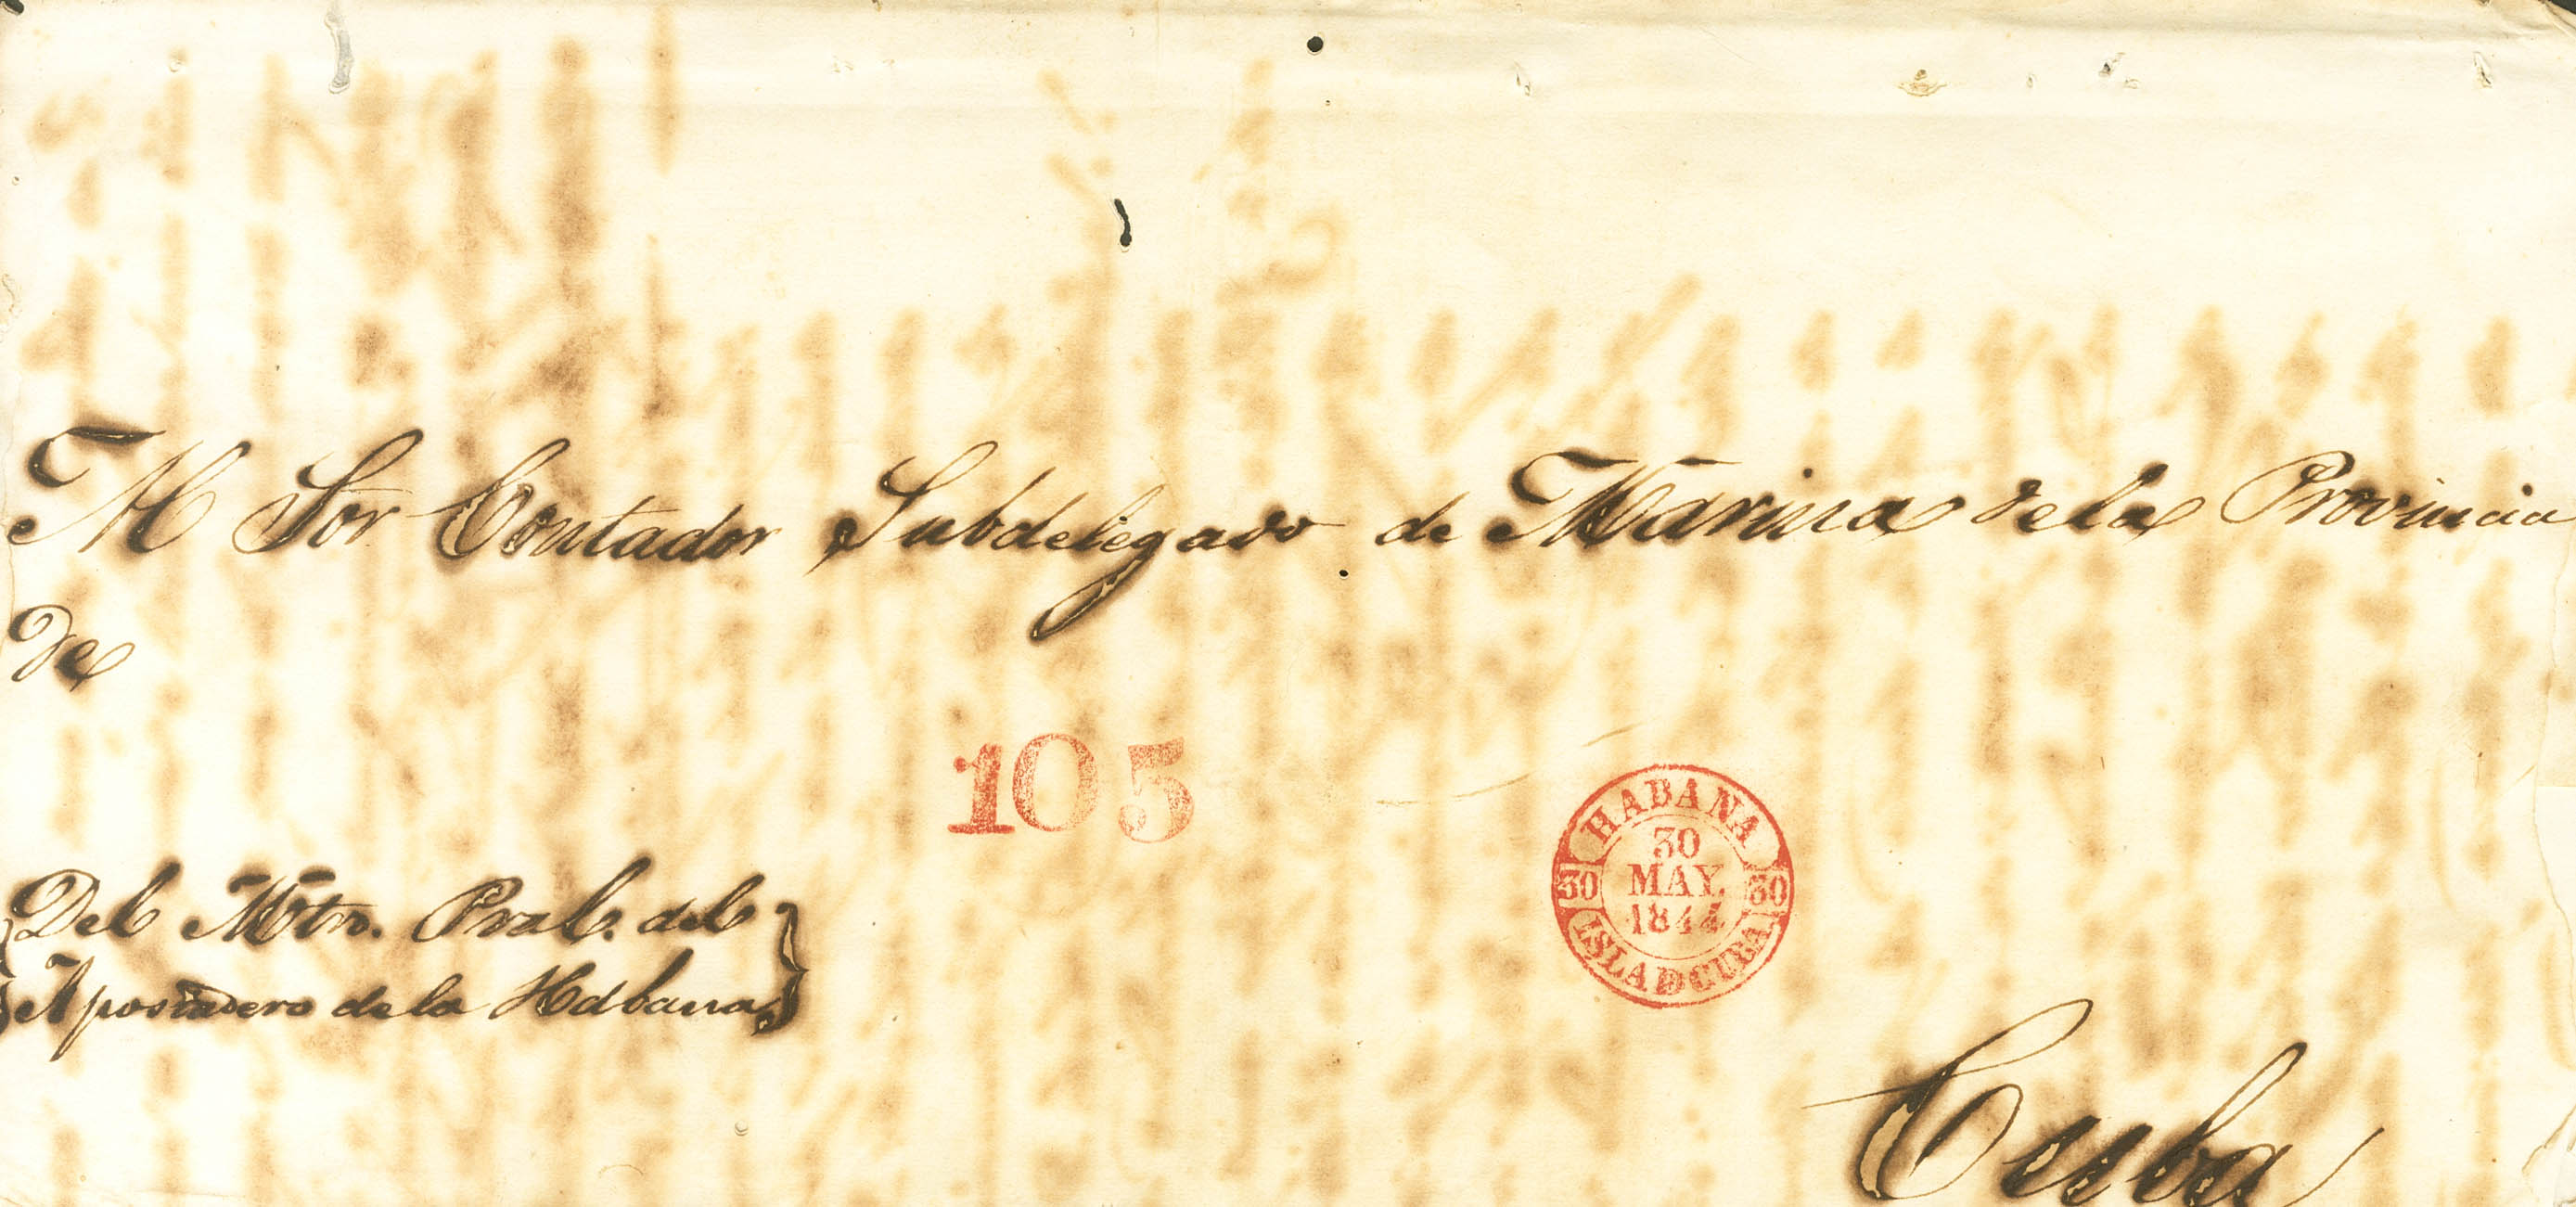 Al Sor Contador Subdelegado de Marina de la Provincia
de
105
HABANA
30
MAY.
1844
30 30
ISLA D CUBA
Del Mtro. Pral. del
Apostadero de la Habana
Cuba